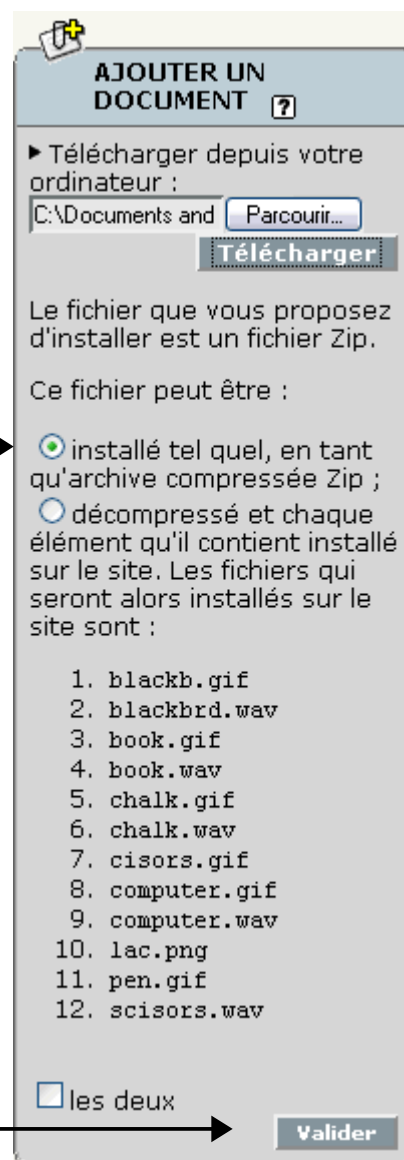 AJOUTER UN
DOCUMENT ?
Télécharger depuis votre
ordinateur :
C:\Documents and Parcourir...
Télécharger
Le fichier que vous proposez
d'installer est un fichier Zip.
Ce fichier peut être :
installé tel quel, en tant
qu'archive compressée Zip ;
décompressé et chaque
élément qu'il contient installé
sur le site. Les fichiers qui
seront alors installés sur le
site sont :
1. blackb.gif
2. blackbrd.wav
3. book.gif
4. book.wav
5. chalk.gif
6. chalk.wav
7. cisors.gif
8. computer.gif
9. computer.wav
10. lac.png
11. pen.gif
12. scisors.wav
les deux
Valider